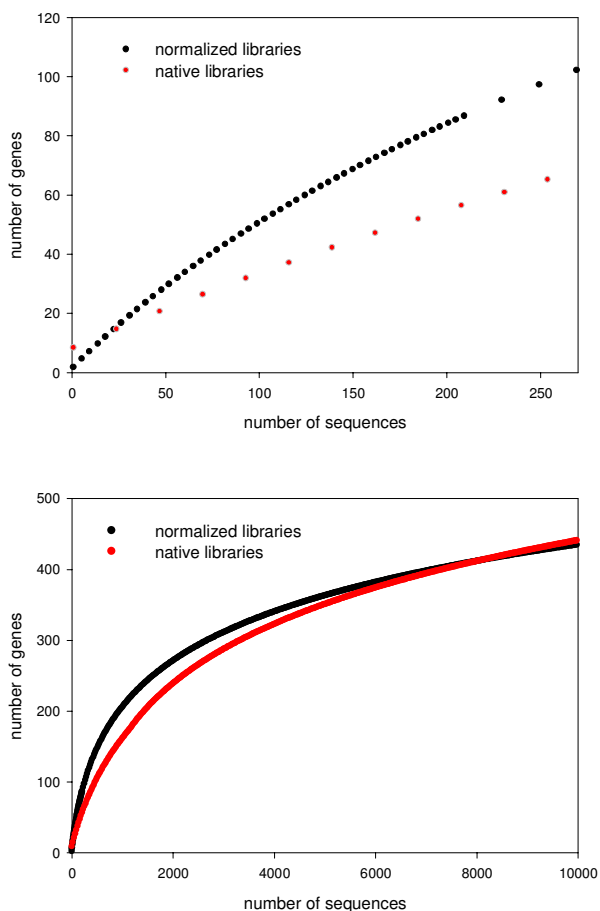 120
normalized libraries
native libraries
100
80
60
40
20
0
number of genes
0 50 100 150 200 250
number of sequences
500
normalized libraries
native libraries
400
300
200
100
0
number of genes
0 2000 4000 6000 8000 10000
number of sequences